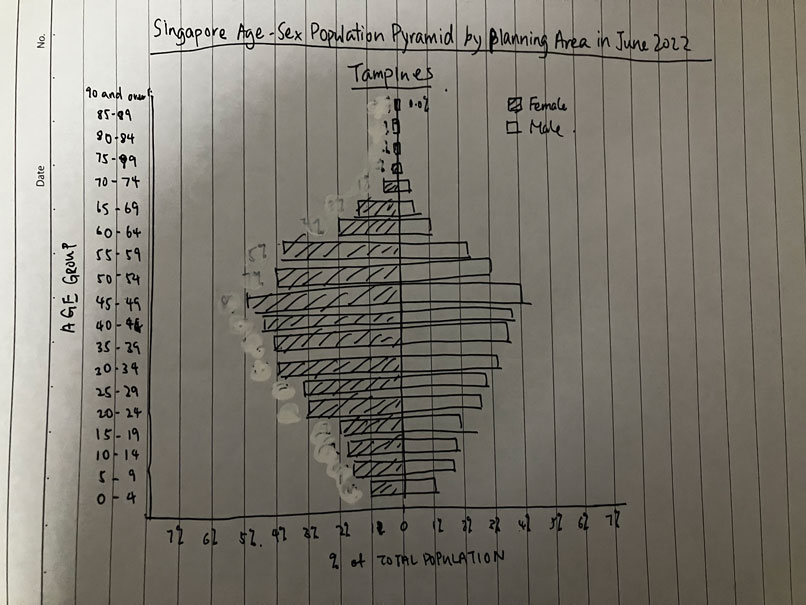 No.
Date
Singapore Age-Sex Population Pyramid by Planning Area in June 2022
Tampines
Female
Male
AGE GROUP
90 and over
85-89
80-84
75-79
70-74
65-69
60-64
55-59
50-54
45-49
40-44
35-39
30-34
25-29
20-24
15-19
10-14
5-9
0-4
0.0%
5%
7% 6% 5% 4% 3% 2% 0 1% 2% 3% 4% 5% 6% 7%
% of TOTAL POPULATION